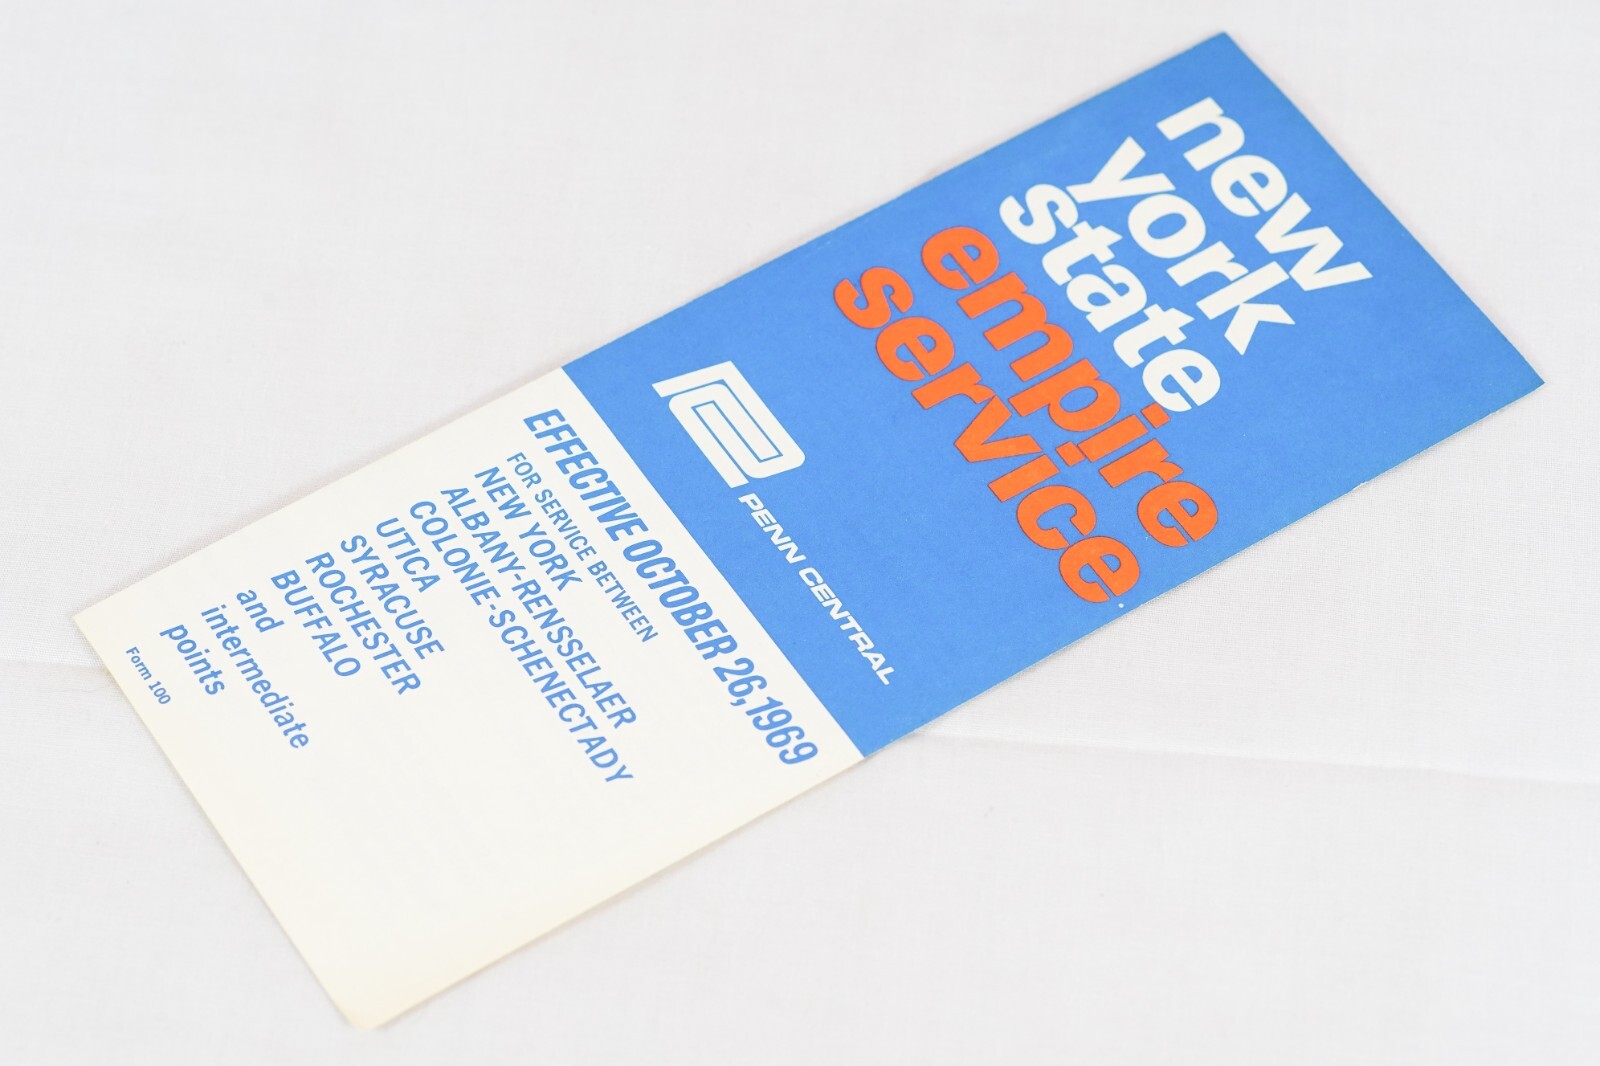 new
york
state
empire
service
PENN CENTRAL
EFFECTIVE OCTOBER 26, 1969
FOR SERVICE BETWEEN
NEW YORK
ALBANY-RENSSELAER
COLONIE-SCHENECTADY
UTICA
SYRACUSE
ROCHESTER
BUFFALO
and
intermediate
points
Form 100